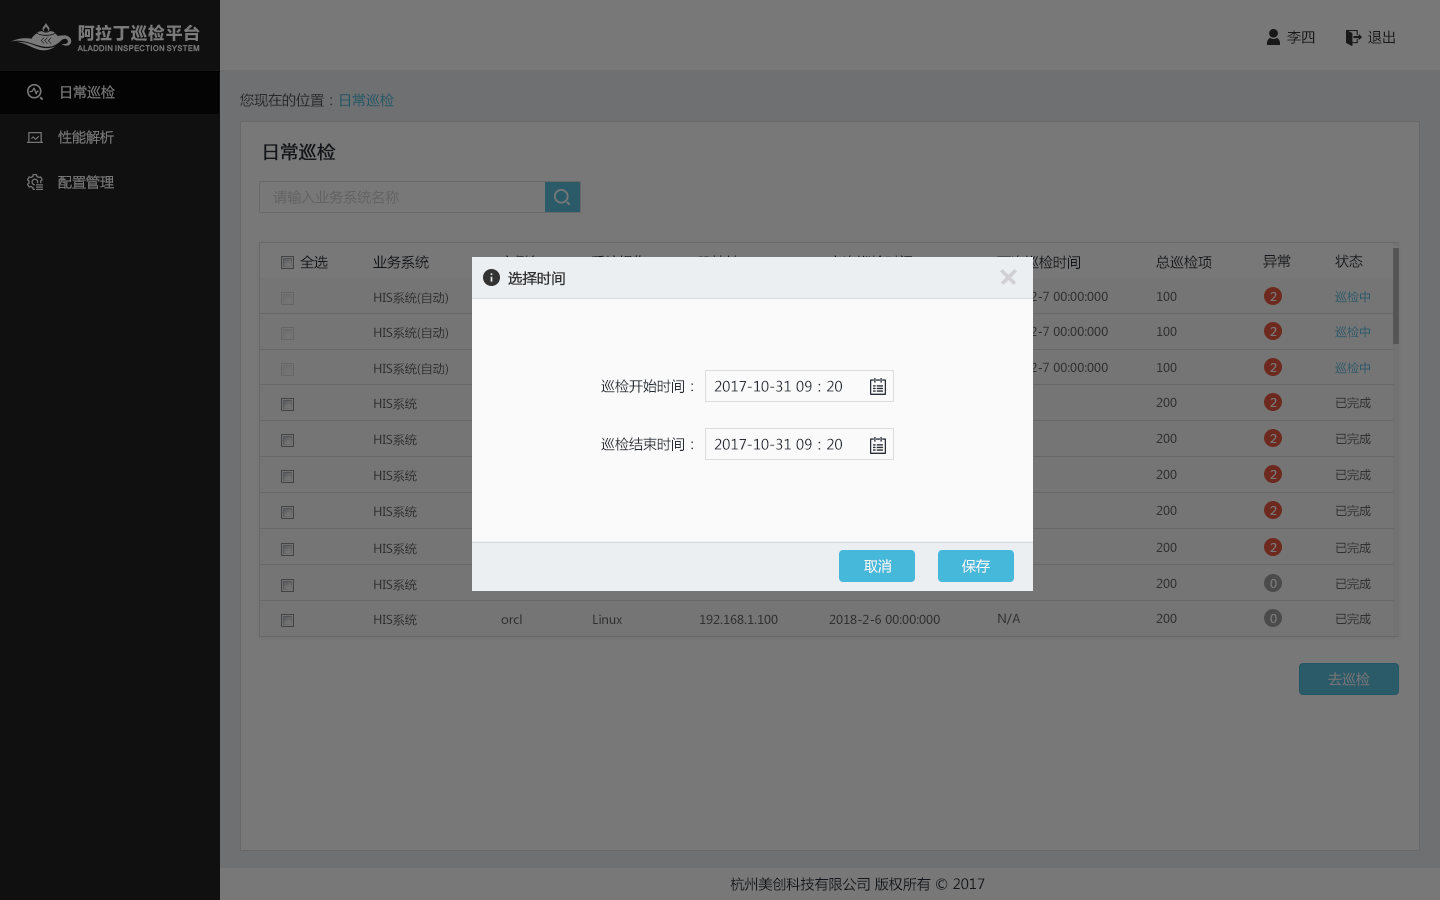 阿拉丁巡检平台
ALADDIN INSPECTION SYSTEM
李四 退出
日常巡检
性能解析
配置管理
您现在的位置：日常巡检
日常巡检
请输入业务系统名称
全选 业务系统 巡检时间 总巡检项 异常 状态
HIS系统(自动) 2-7 00:00:000 100 2 巡检中
HIS系统(自动) 2-7 00:00:000 100 2 巡检中
HIS系统(自动) 2-7 00:00:000 100 2 巡检中
HIS系统 200 2 已完成
HIS系统 200 2 已完成
HIS系统 200 2 已完成
HIS系统 200 2 已完成
HIS系统 200 2 已完成
HIS系统 200 0 已完成
HIS系统 orcl Linux 192.168.1.100 2018-2-6 00:00:000 N/A 200 0 已完成
选择时间
巡检开始时间： 2017-10-31 09：20
巡检结束时间： 2017-10-31 09：20
取消 保存
去巡检
杭州美创科技有限公司 版权所有 © 2017